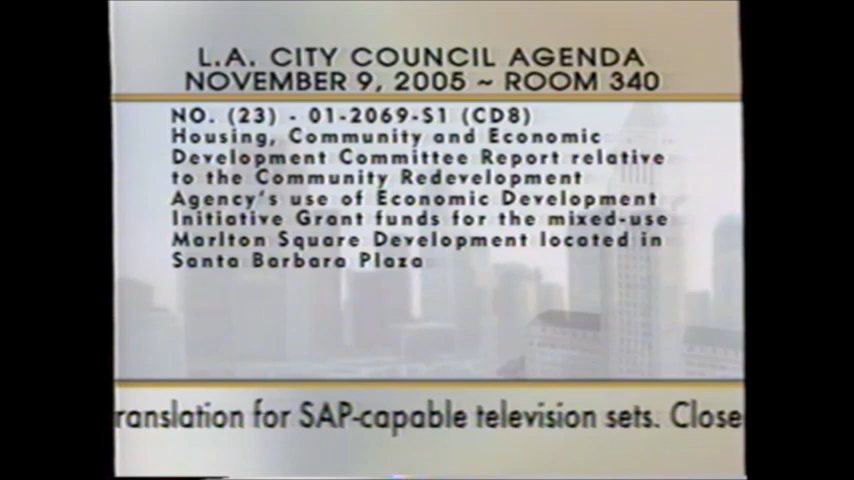 L.A. CITY COUNCIL AGENDA
NOVEMBER 9, 2005 ~ ROOM 340
NO. (23) - 01-2069-S1 (CD8)
Housing, Community and Economic
Development Committee Report relative
to the Community Redevelopment
Agency's use of Economic Development
Initiative Grant funds for the mixed-use
Marlton Square Development located in
Santa Barbara Plaza
ranslation for SAP-capable television sets. Close